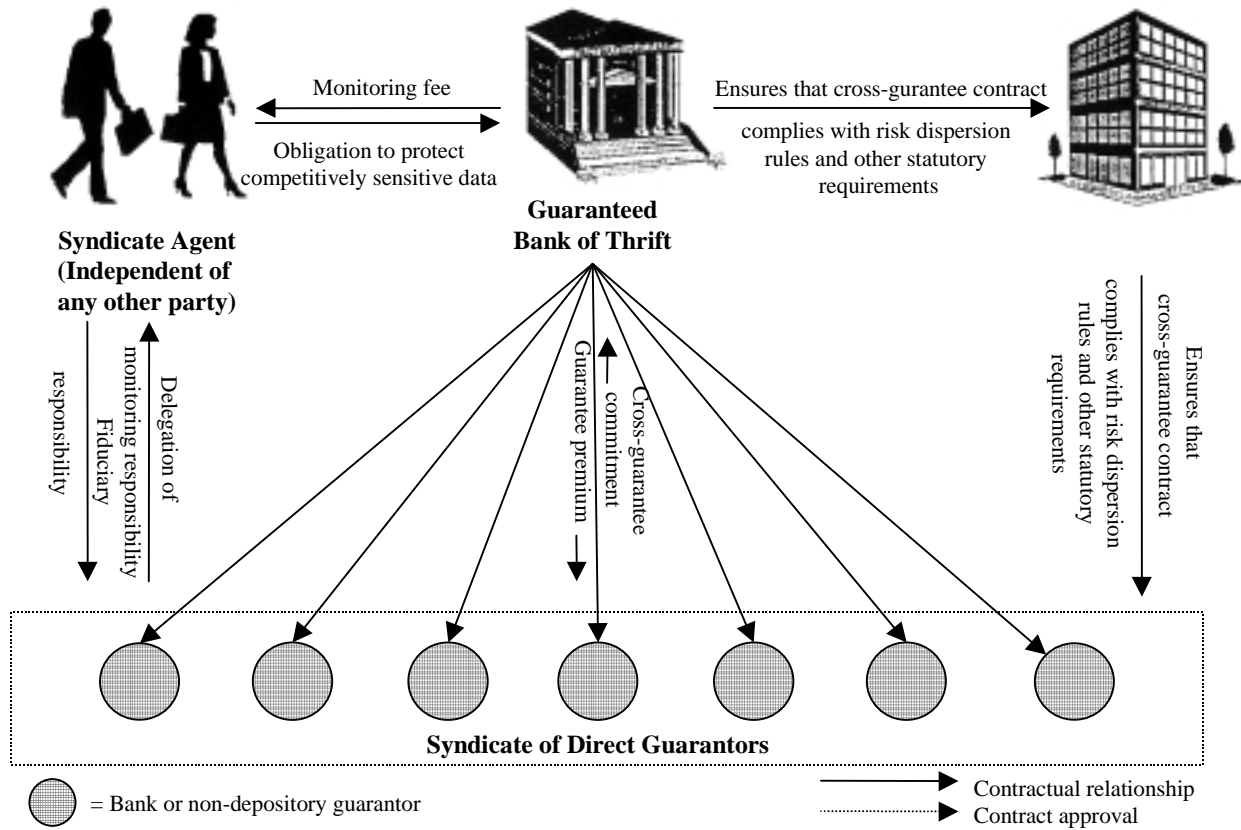 Monitoring fee
Obligation to protect
competitively sensitive data
Ensures that cross-gurantee contract
complies with risk dispersion
rules and other statutory
requirements
Syndicate Agent
(Independent of
any other party)
Guaranteed
Bank of Thrift
Fiduciary
responsibility
Delegation of
monitoring responsibility
Cross-guarantee
commitment
Guarantee premium
Ensures that
cross-guarantee contract
complies with risk dispersion
rules and other statutory
requirements
Syndicate of Direct Guarantors
= Bank or non-depository guarantor
Contractual relationship
Contract approval